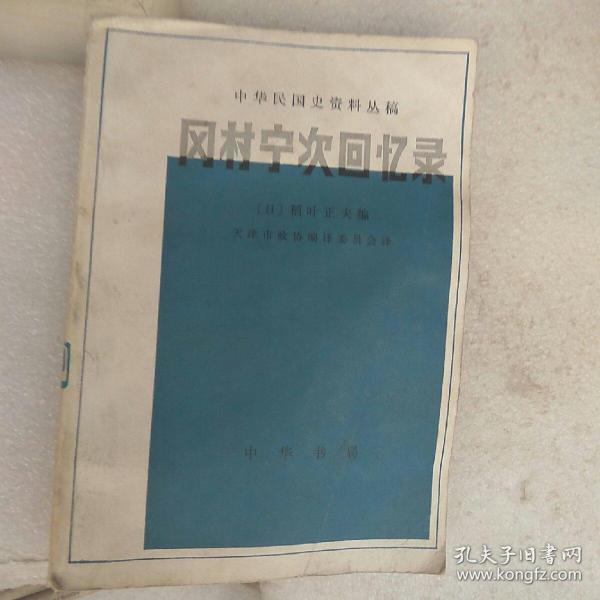 中华民国史资料丛稿
冈村宁次回忆录
〔日〕稻叶正夫编
天津市政协编译委员会译
中华书局
孔夫子旧书网
www.kongfz.com